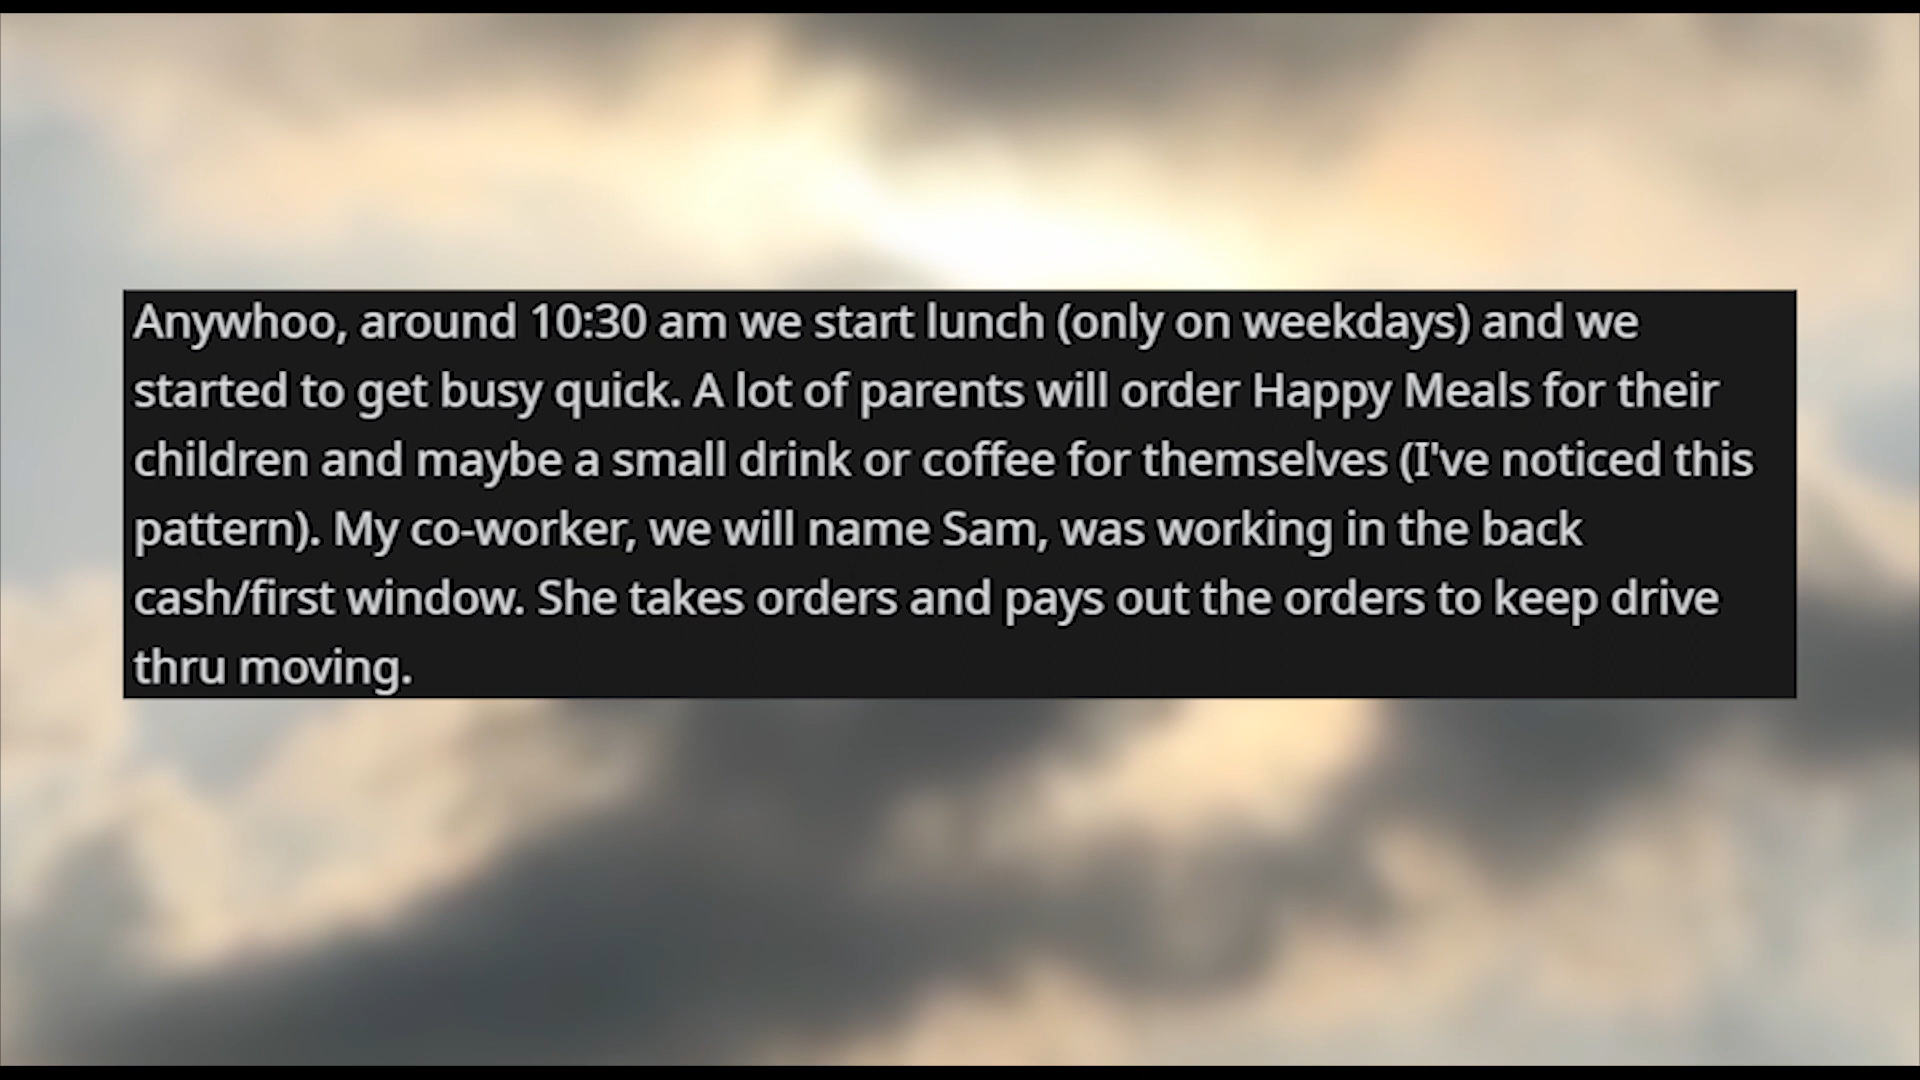 Anywhoo, around 10:30 am we start lunch (only on weekdays) and we
started to get busy quick. A lot of parents will order Happy Meals for their
children and maybe a small drink or coffee for themselves (I've noticed this
pattern). My co-worker, we will name Sam, was working in the back
cash/first window. She takes orders and pays out the orders to keep drive
thru moving.